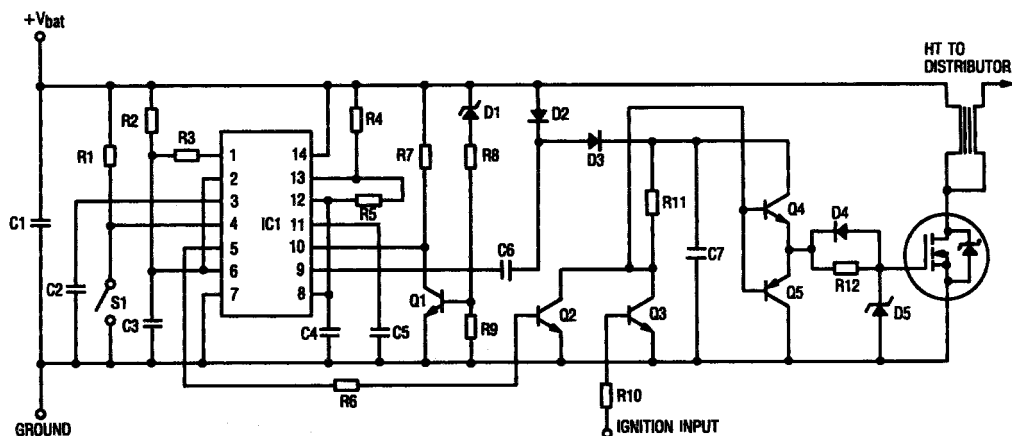 +Vbat
HT TO
DISTRIBUTOR
R2
R4
D1
D2
R3
R1
R7
R8
D3
1
14
2
13
3
12
R5
4
IC1
11
5
10
6
9
7
8
R11
Q4
D4
C1
C6
C7
C2
S1
C3
C4
C5
Q1
R9
Q2
Q3
Q5
R12
D5
R6
R10
GROUND
IGNITION INPUT